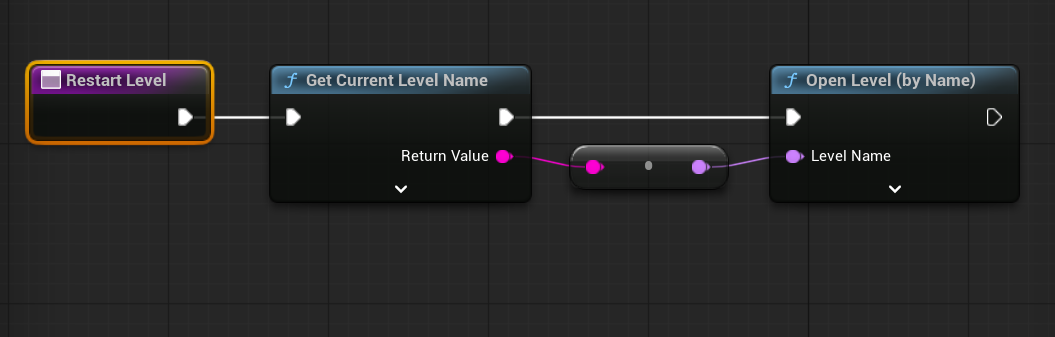 Restart Level
Get Current Level Name
Open Level (by Name)
Return Value
Level Name